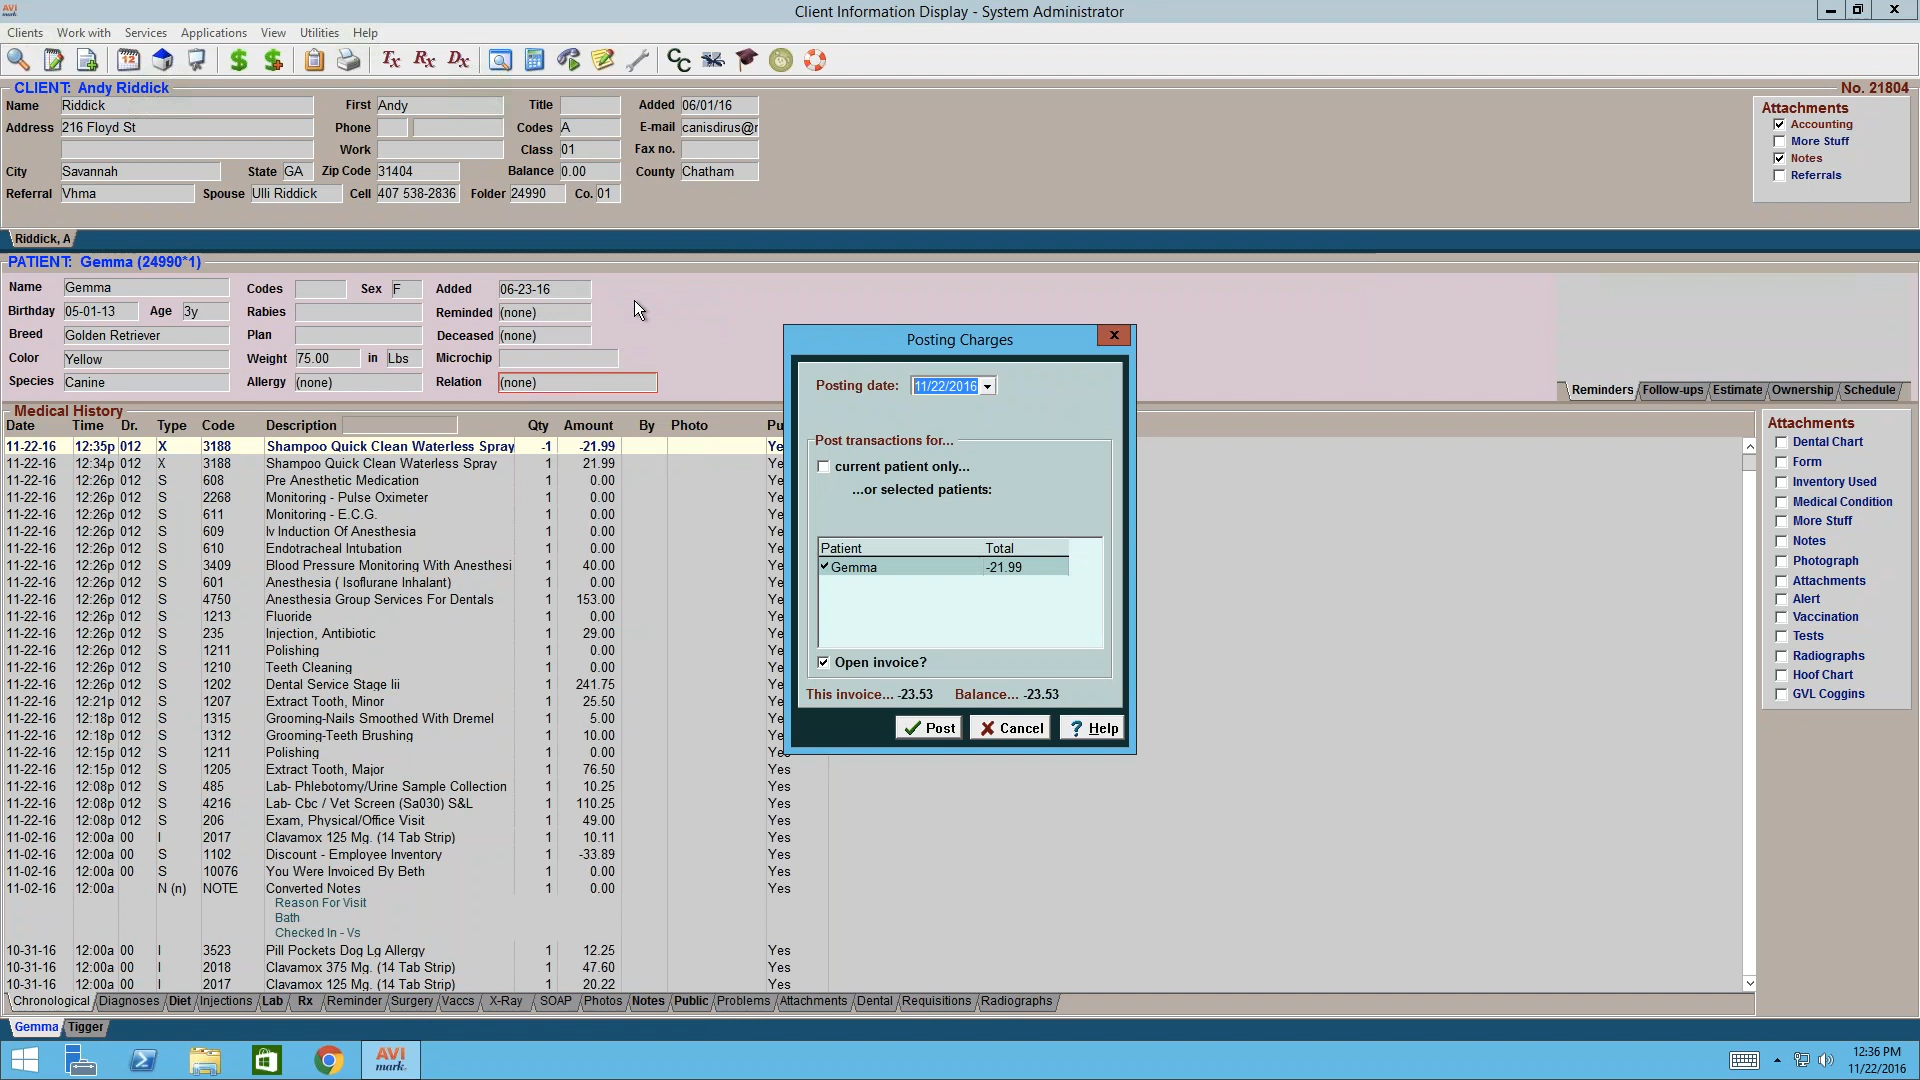 AVI mark
Client Information Display - System Administrator
Clients Work with Services Applications View Utilities Help
12 Tx Rx Dx CC
CLIENT: Andy Riddick No. 21804
Name Riddick First Andy Title Added 06/01/16
Address 216 Floyd St Phone Codes A E-mail canisdirus@r
Work Class 01 Fax no.
City Savannah State GA Zip Code 31404 Balance 0.00 County Chatham
Referral Vhma Spouse Ulli Riddick Cell 407 538-2836 Folder 24990 Co. 01
Attachments
Accounting
More Stuff
Notes
Referrals
Riddick, A
PATIENT: Gemma (24990*1)
Name Gemma Codes Sex F Added 06-23-16
Birthday 05-01-13 Age 3y Rabies Reminded (none)
Breed Golden Retriever Plan Deceased (none)
Color Yellow Weight 75.00 in Lbs Microchip
Species Canine Allergy (none) Relation (none)
Reminders Follow-ups Estimate Ownership Schedule
Medical History
Date Time Dr. Type Code Description Qty Amount By Photo Pu
11-22-16 12:35p 012 X 3188 Shampoo Quick Clean Waterless Spray -1 -21.99 Ye
11-22-16 12:34p 012 X 3188 Shampoo Quick Clean Waterless Spray 1 21.99 Ye
11-22-16 12:26p 012 S 608 Pre Anesthetic Medication 1 0.00 Ye
11-22-16 12:26p 012 S 2268 Monitoring - Pulse Oximeter 1 0.00 Ye
11-22-16 12:26p 012 S 611 Monitoring - E.C.G. 1 0.00 Ye
11-22-16 12:26p 012 S 609 Iv Induction Of Anesthesia 1 0.00 Ye
11-22-16 12:26p 012 S 610 Endotracheal Intubation 1 0.00 Ye
11-22-16 12:26p 012 S 3409 Blood Pressure Monitoring With Anesthesi 1 40.00 Ye
11-22-16 12:26p 012 S 601 Anesthesia ( Isoflurane Inhalant) 1 0.00 Ye
11-22-16 12:26p 012 S 4750 Anesthesia Group Services For Dentals 1 153.00 Ye
11-22-16 12:26p 012 S 1213 Fluoride 1 0.00 Ye
11-22-16 12:26p 012 S 235 Injection, Antibiotic 1 29.00 Ye
11-22-16 12:26p 012 S 1211 Polishing 1 0.00 Ye
11-22-16 12:26p 012 S 1210 Teeth Cleaning 1 0.00 Ye
11-22-16 12:26p 012 S 1202 Dental Service Stage Iii 1 241.75 Ye
11-22-16 12:21p 012 S 1207 Extract Tooth, Minor 1 25.50 Ye
11-22-16 12:18p 012 S 1315 Grooming-Nails Smoothed With Dremel 1 5.00 Ye
11-22-16 12:18p 012 S 1312 Grooming-Teeth Brushing 1 10.00 Ye
11-22-16 12:15p 012 S 1211 Polishing 1 0.00 Yes
11-22-16 12:15p 012 S 1205 Extract Tooth, Major 1 76.50 Yes
11-22-16 12:08p 012 S 485 Lab- Phlebotomy/Urine Sample Collection 1 10.25 Yes
11-22-16 12:08p 012 S 4216 Lab- Cbc / Vet Screen (Sa030) S&L 1 110.25 Yes
11-22-16 12:08p 012 S 206 Exam, Physical/Office Visit 1 49.00 Yes
11-02-16 12:00a 00 I 2017 Clavamox 125 Mg. (14 Tab Strip) 1 10.11 Yes
11-02-16 12:00a 00 S 1102 Discount - Employee Inventory 1 -33.89 Yes
11-02-16 12:00a 00 S 10076 You Were Invoiced By Beth 1 0.00 Yes
11-02-16 12:00a N (n) NOTE Converted Notes 1 0.00 Yes
Reason For Visit
Bath
Checked In - Vs
10-31-16 12:00a 00 I 3523 Pill Pockets Dog Lg Allergy 1 12.25 Yes
10-31-16 12:00a 00 I 2018 Clavamox 375 Mg. (14 Tab Strip) 1 47.60 Yes
10-31-16 12:00a 00 I 2017 Clavamox 125 Mg. (14 Tab Strip) 1 20.22 Yes
Posting Charges x
Posting date: 11/22/2016
Post transactions for...
current patient only...
...or selected patients:
Patient Total
Gemma -21.99
Open invoice?
This invoice... -23.53 Balance... -23.53
Post Cancel ? Help
Attachments
Dental Chart
Form
Inventory Used
Medical Condition
More Stuff
Notes
Photograph
Attachments
Alert
Vaccination
Tests
Radiographs
Hoof Chart
GVL Coggins
Chronological Diagnoses Diet Injections Lab Rx Reminder Surgery Vaccs X-Ray SOAP Photos Notes Public Problems Attachments Dental Requisitions Radiographs
Gemma Tigger
AVI mark.
12:36 PM
11/22/2016